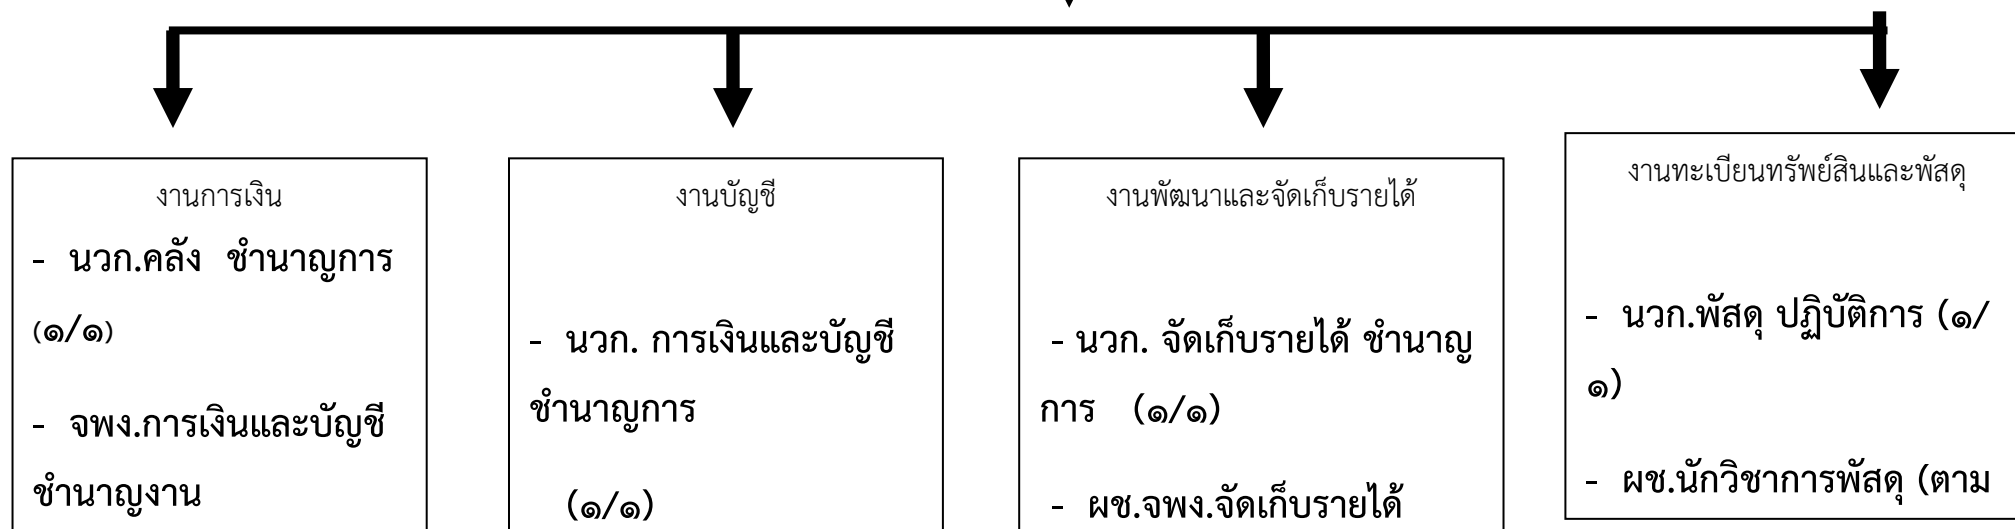 งานการเงิน
- นวก.คลัง ชำนาญการ
(๑/๑)
- จพง.การเงินและบัญชี
ชำนาญงาน
งานบัญชี
- นวก. การเงินและบัญชี
ชำนาญการ
(๑/๑)
งานพัฒนาและจัดเก็บรายได้
- นวก. จัดเก็บรายได้ ชำนาญ
การ (๑/๑)
- ผช.จพง.จัดเก็บรายได้
งานทะเบียนทรัพย์สินและพัสดุ
- นวก.พัสดุ ปฏิบัติการ (๑/
๑)
- ผช.นักวิชาการพัสดุ (ตาม